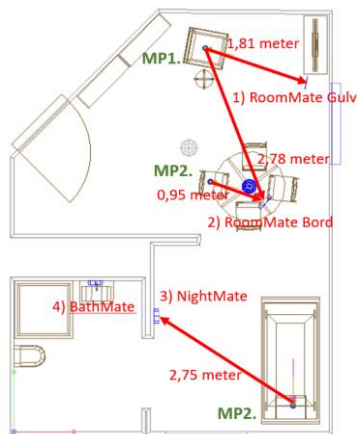 1,81 meter
MP1.
1) RoomMate Gulv
MP2.
2,78 meter
0,95 meter
2) RoomMate Bord
3) NightMate
4) BathMate
2,75 meter
MP2.